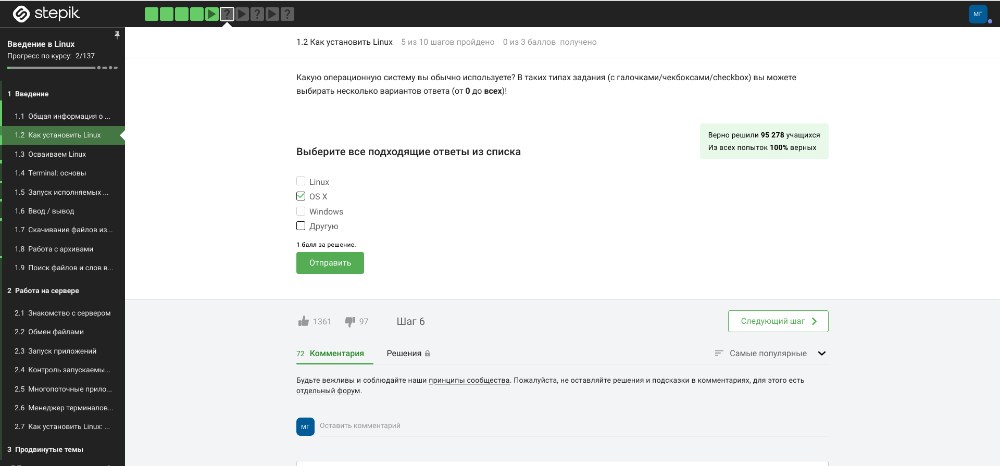 stepik
? ? ?
МГ
Введение в Linux
Прогресс по курсу: 2/137
1 Введение
1.1 Общая информация о ...
1.2 Как установить Linux
1.3 Осваиваем Linux
1.4 Terminal: основы
1.5 Запуск исполняемых ...
1.6 Ввод / вывод
1.7 Скачивание файлов из...
1.8 Работа с архивами
1.9 Поиск файлов и слов в...
2 Работа на сервере
2.1 Знакомство с сервером
2.2 Обмен файлами
2.3 Запуск приложений
2.4 Контроль запускаемы...
2.5 Многопоточные прило...
2.6 Менеджер терминалов...
2.7 Как установить Linux: ...
3 Продвинутые темы
1.2 Как установить Linux 5 из 10 шагов пройдено 0 из 3 баллов получено
Какую операционную систему вы обычно используете? В таких типах задания (с галочками/чекбоксами/checkbox) вы можете
выбирать несколько вариантов ответа (от 0 до всех)!
Верно решили 95 278 учащихся
Из всех попыток 100% верных
Выберите все подходящие ответы из списка
Linux
OS X
Windows
Другую
1 балл за решение.
Отправить
1361 97 Шаг 6
Следующий шаг
72 Комментария Решения Самые популярные
Будьте вежливы и соблюдайте наши принципы сообщества. Пожалуйста, не оставляйте решения и подсказки в комментариях, для этого есть
отдельный форум.
МГ Оставить комментарий